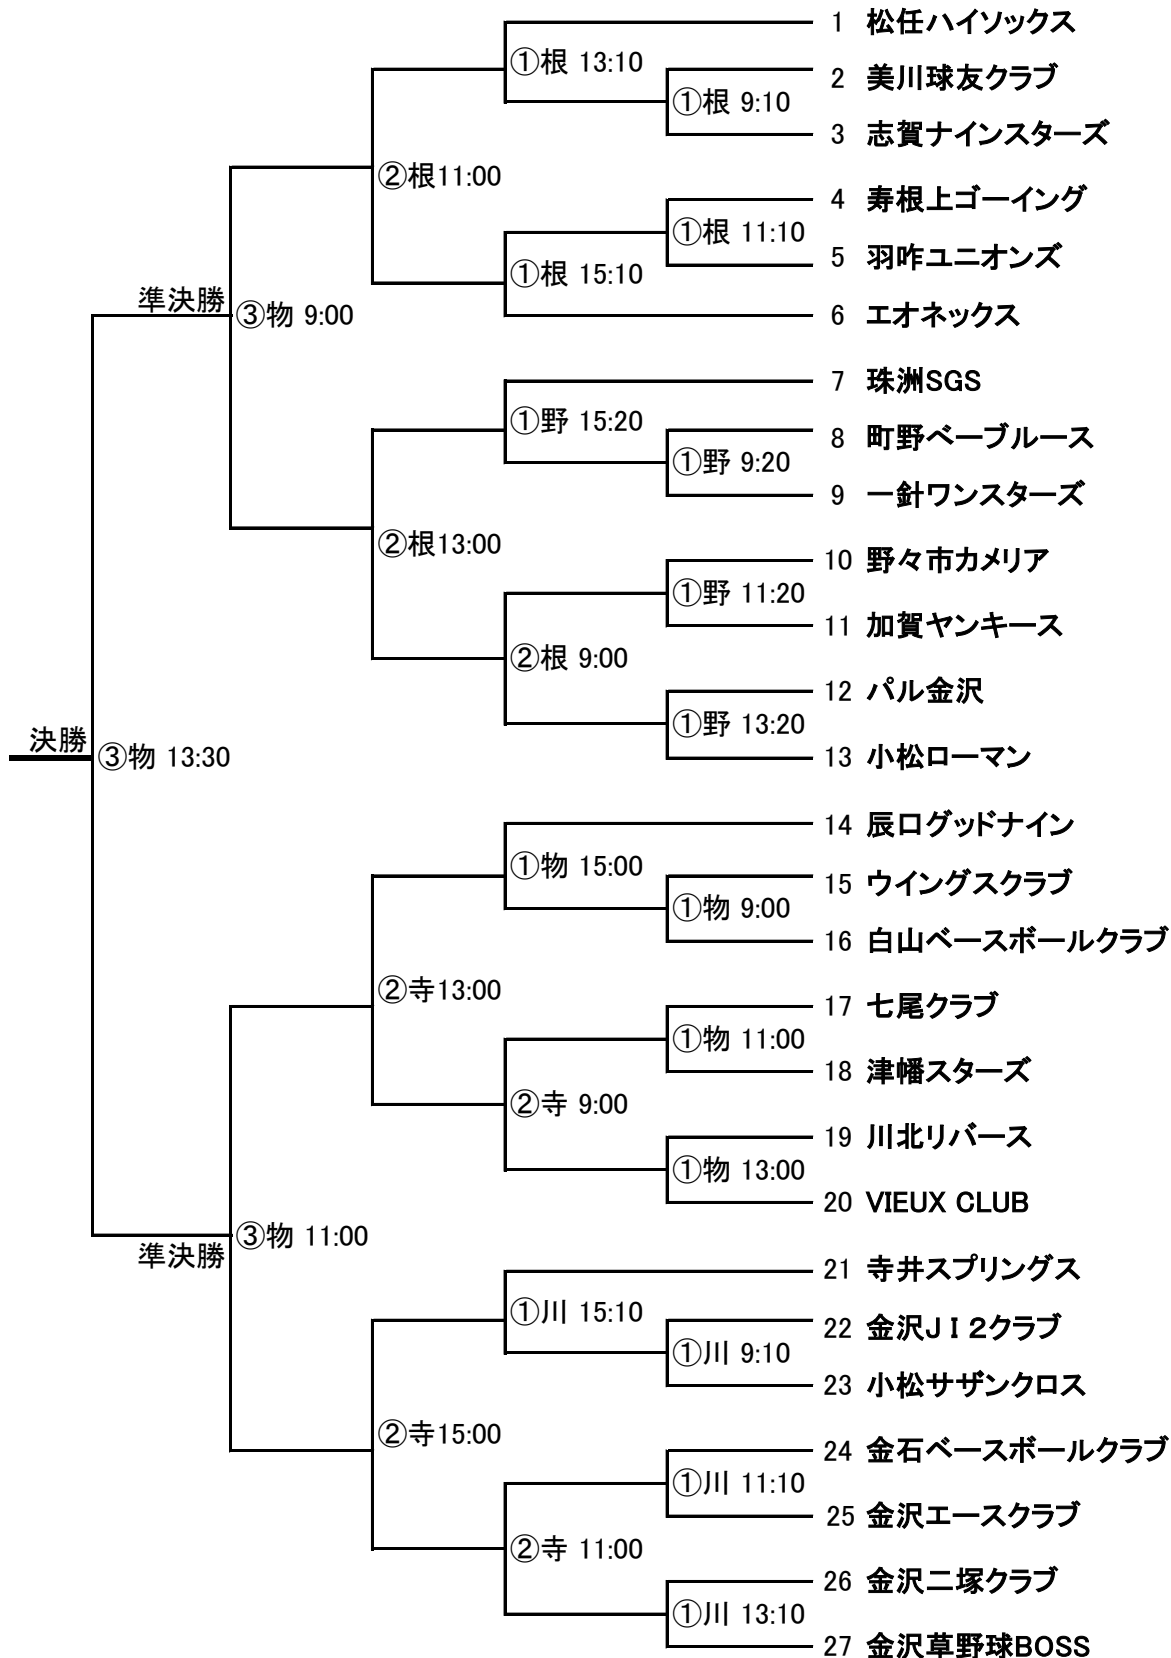 1 松任ハイソックス
①根 13:10
2 美川球友クラブ
①根 9:10
3 志賀ナインスターズ
②根11:00
4 寿根上ゴーイング
①根 11:10
5 羽咋ユニオンズ
①根 15:10
準決勝
③物 9:00
6 エオネックス
7 珠洲SGS
①野 15:20
8 町野ベーブルース
①野 9:20
9 一針ワンスターズ
②根13:00
10 野々市カメリア
①野 11:20
11 加賀ヤンキース
②根 9:00
12 パル金沢
①野 13:20
決勝
③物 13:30
13 小松ローマン
14 辰口グッドナイン
①物 15:00
15 ウイングスクラブ
①物 9:00
16 白山ベースボールクラブ
②寺13:00
17 七尾クラブ
①物 11:00
18 津幡スターズ
②寺 9:00
19 川北リバース
①物 13:00
20 VIEUX CLUB
③物 11:00
準決勝
21 寺井スプリングス
①川 15:10
22 金沢JI2クラブ
①川 9:10
23 小松サザンクロス
②寺15:00
24 金石ベースボールクラブ
①川 11:10
25 金沢エースクラブ
②寺 11:00
26 金沢二塚クラブ
①川 13:10
27 金沢草野球BOSS